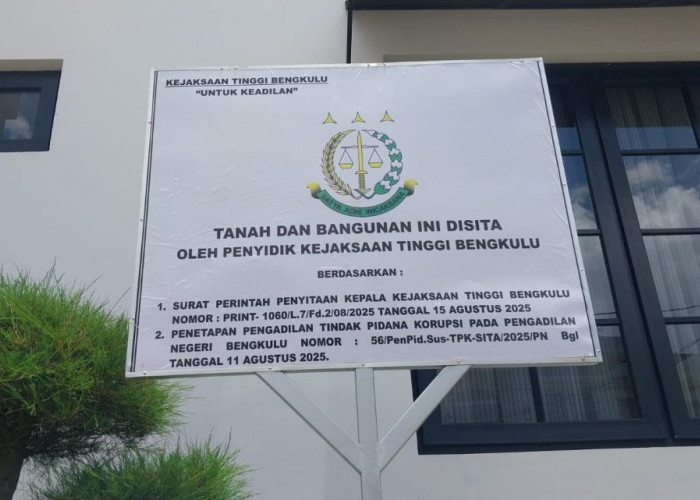 KEJAKSAAN TINGGI BENGKULU
"UNTUK KEADILAN"
SATYA ADHI WICAKSANA
TANAH DAN BANGUNAN INI DISITA
OLEH PENYIDIK KEJAKSAAN TINGGI BENGKULU
BERDASARKAN :
1. SURAT PERINTAH PENYITAAN KEPALA KEJAKSAAN TINGGI BENGKULU
NOMOR : PRINT- 1060/L.7/Fd.2/08/2025 TANGGAL 15 AGUSTUS 2025
2. PENETAPAN PENGADILAN TINDAK PIDANA KORUPSI PADA PENGADILAN
NEGERI BENGKULU NOMOR : 56/PenPid.Sus-TPK-SITA/2025/PN Bgl
TANGGAL 11 AGUSTUS 2025.